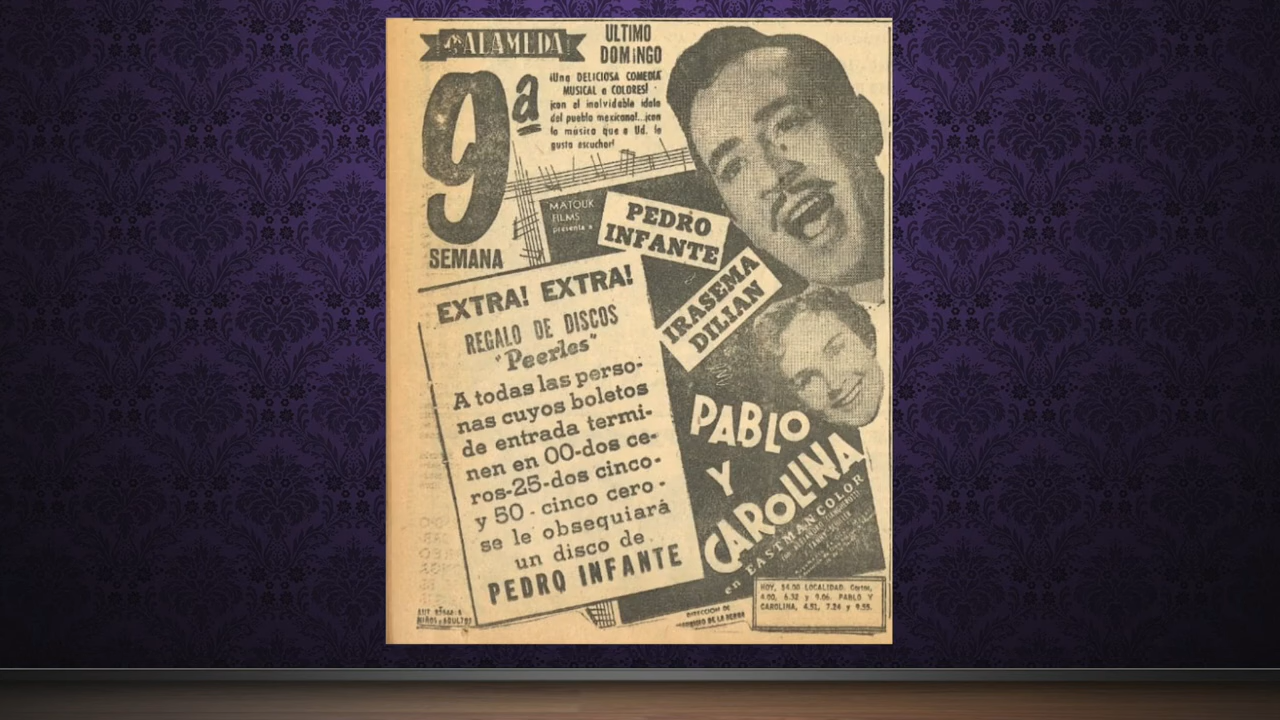 ALAMEDA
ULTIMO
DOMINGO
9ª
SEMANA
¡Una DELICIOSA COMEDIA
MUSICAL a COLORES!
¡con el inolvidable ídolo
del pueblo mexicano!...¡con
la música que a Ud. le
gusta escuchar!
MATOUK
FILMS
presenta a
PEDRO
INFANTE
IRASEMA
DILIAN
EXTRA! EXTRA!
REGALO DE DISCOS
"Peerles"
A todas las perso-
nas cuyos boletos
de entrada termi-
nen en 00-dos ce-
ros-25-dos cinco-
y 50 - cinco cero -
se le obsequiará
un disco de
PEDRO INFANTE
PABLO
Y
CAROLINA
en EASTMANCOLOR
DIRECCION DE
HOY, $4.00 LOCALIDAD. Cortos,
4.00, 6.32 y 9.06. PABLO Y
CAROLINA, 4.51, 7.24 y 9.55.
NIÑOS y ADULTOS